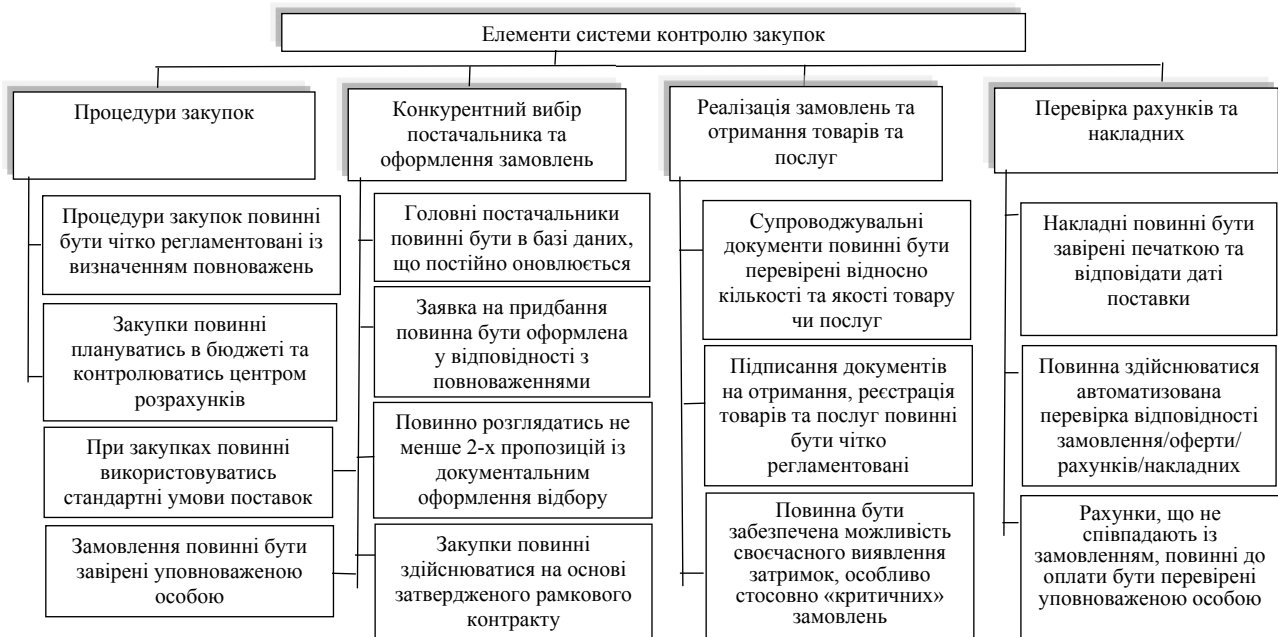 Елементи системи контролю закупок
Процедури закупок
Процедури закупок повинні
бути чітко регламентовані із
визначенням повноважень
Закупки повинні
плануватись в бюджеті та
контролюватись центром
розрахунків
При закупках повинні
використовуватись
стандартні умови поставок
Замовлення повинні бути
завірені уповноваженою
особою
Конкурентний вибір
постачальника та
оформлення замовлень
Головні постачальники
повинні бути в базі даних,
що постійно оновлюється
Заявка на придбання
повинна бути оформлена
у відповідності з
повноваженнями
Повинно розглядатись не
менше 2-х пропозицій із
документальним
оформлення відбору
Закупки повинні
здійснюватися на основі
затвердженого рамкового
контракту
Реалізація замовлень та
отримання товарів та
послуг
Супроводжувальні
документи повинні бути
перевірені відносно
кількості та якості товару
чи послуг
Підписання документів
на отримання, реєстрація
товарів та послуг повинні
бути чітко
регламентовані
Повинна бути
забезпечена можливість
своєчасного виявлення
затримок, особливо
стосовно «критичних»
замовлень
Перевірка рахунків та
накладних
Накладні повинні бути
завірені печаткою та
відповідати даті
поставки
Повинна здійснюватися
автоматизована
перевірка відповідності
замовлення/оферти/
рахунків/накладних
Рахунки, що не
співпадають із
замовленням, повинні до
оплати бути перевірені
уповноваженою особою